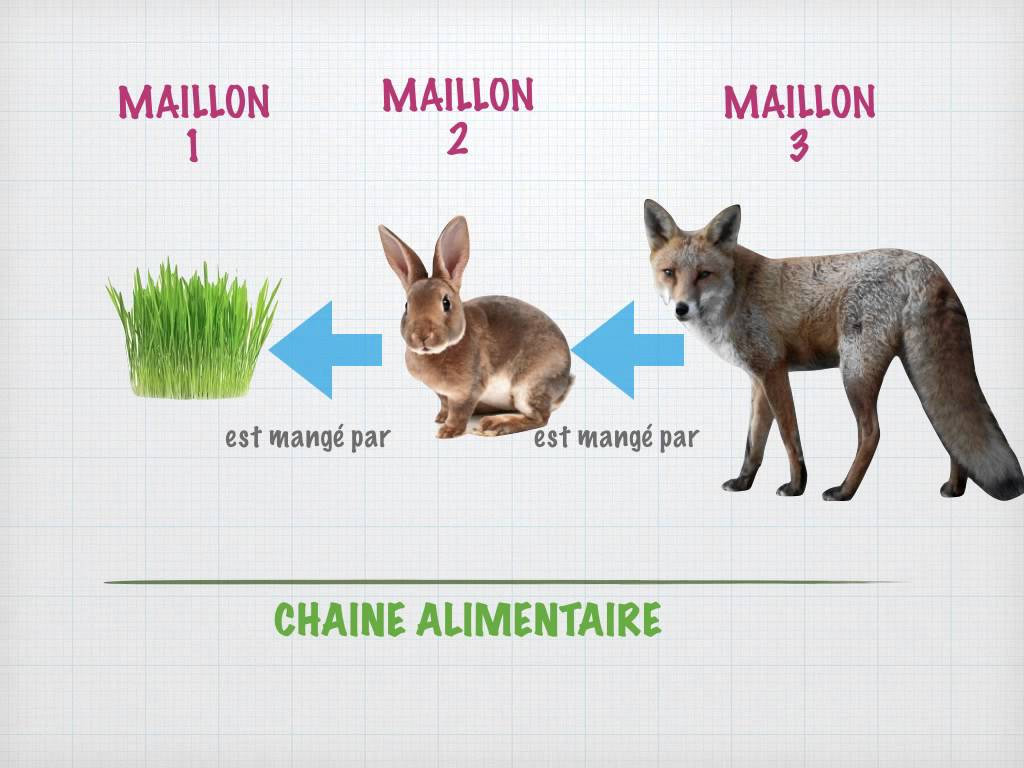 MAILLON
1
MAILLON
2
MAILLON
3
est mangé par
est mangé par
CHAINE ALIMENTAIRE